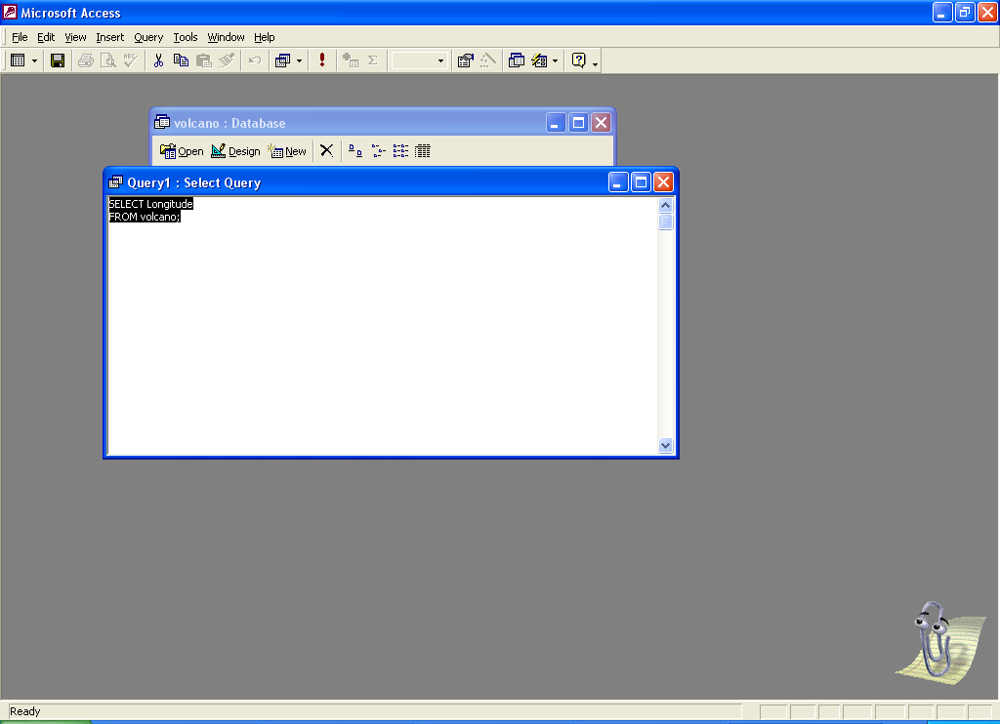 Microsoft Access
File Edit View Insert Query Tools Window Help
ABC
volcano : Database
Open Design New
Query1 : Select Query
SELECT Longitude
FROM volcano;
Ready